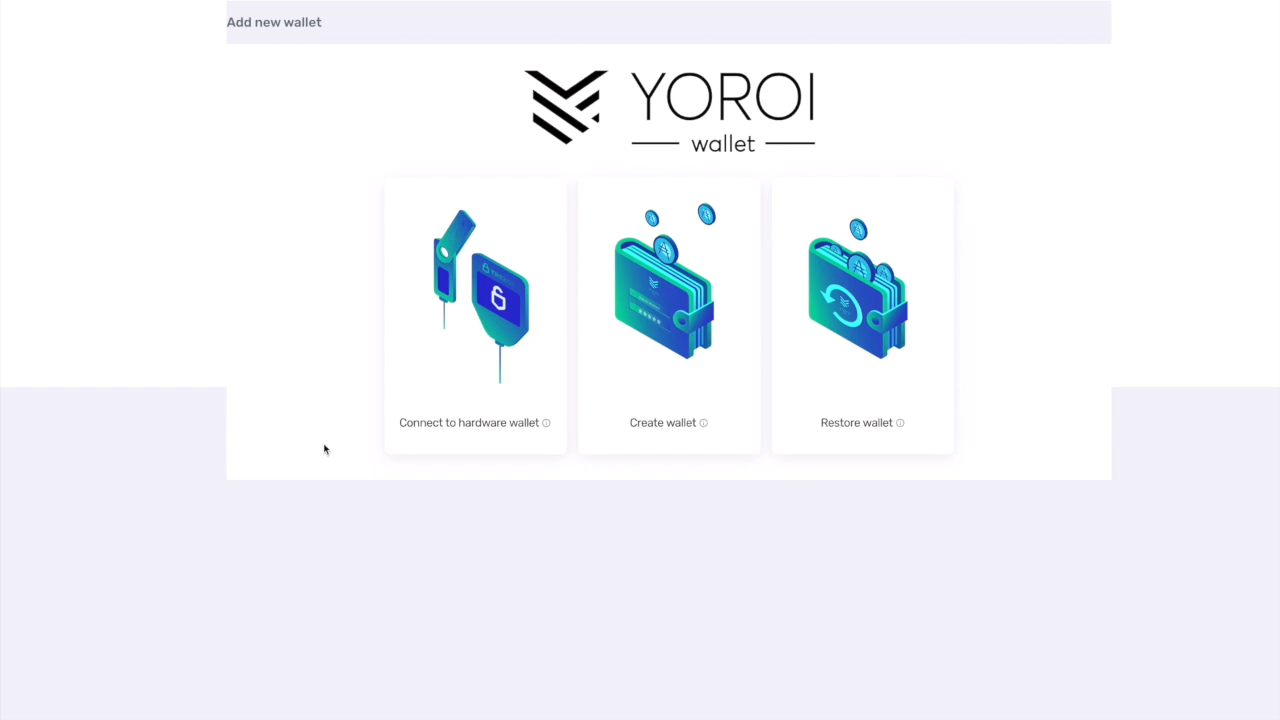 Add new wallet
YOROI
wallet
Connect to hardware wallet
Create wallet
Restore wallet